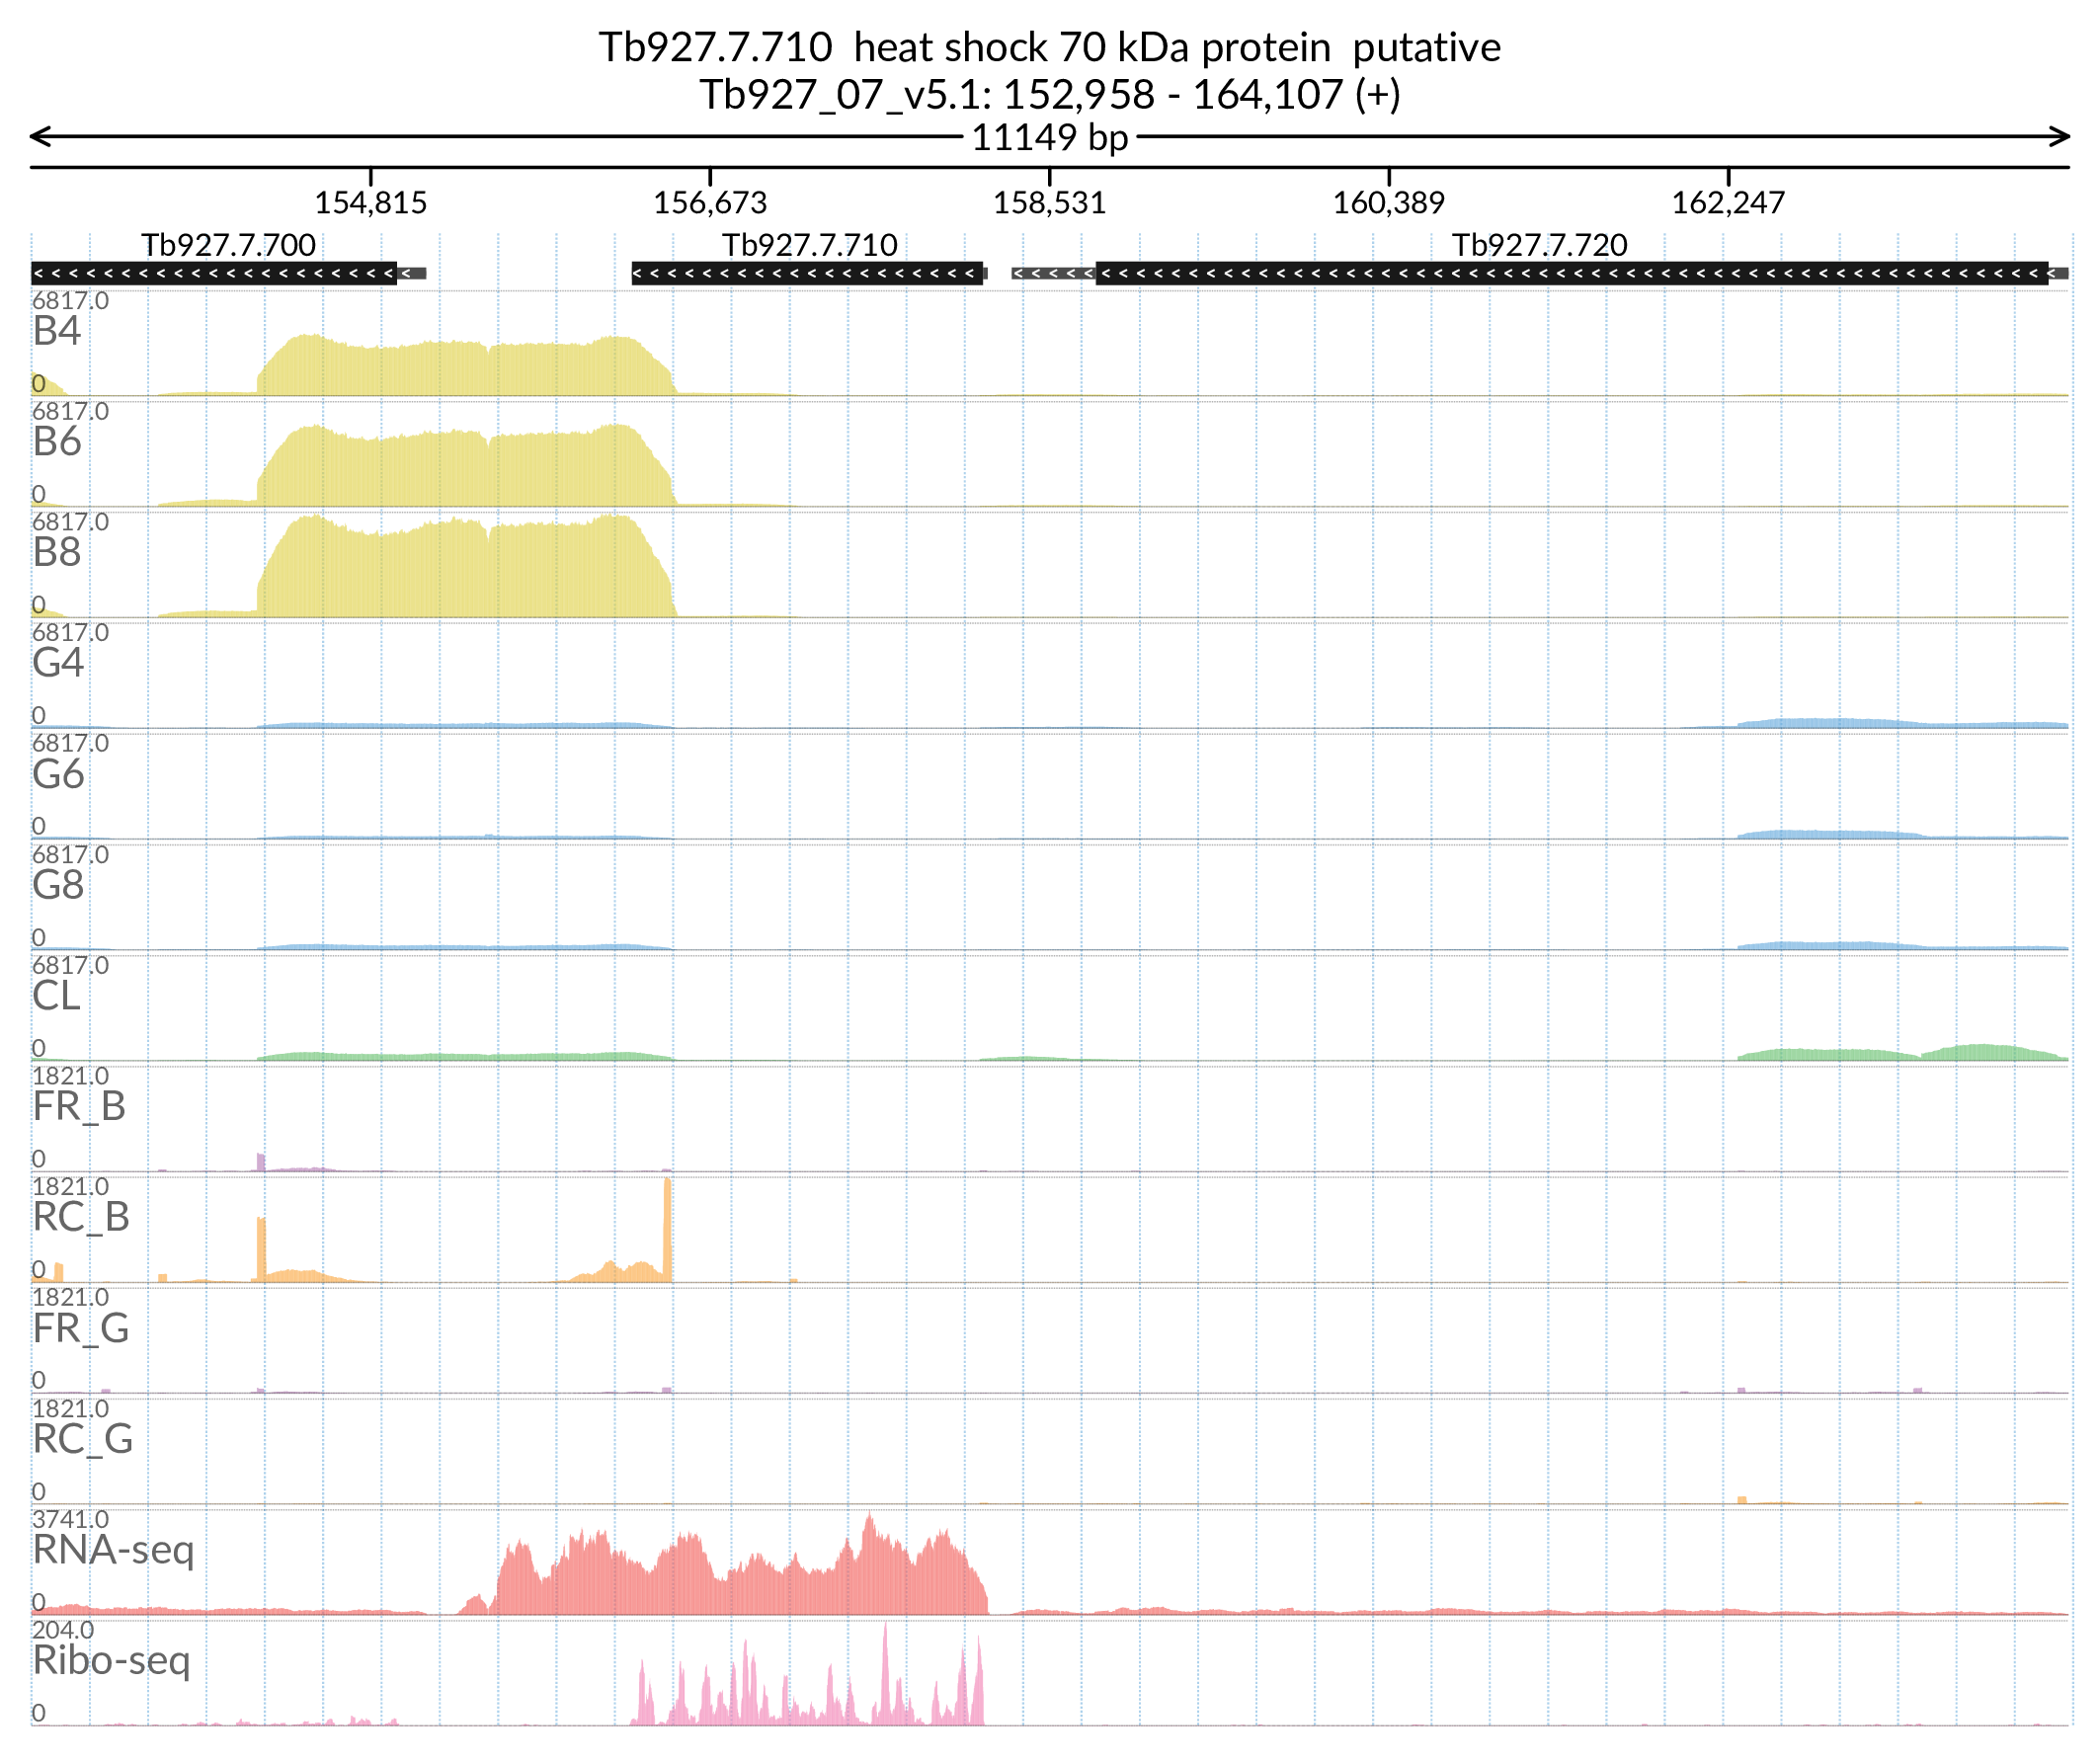 Tb927.7.710  heat shock 70 kDa protein  putative
Tb927_07_v5.1: 152,958 - 164,107 (+)
11149 bp
154,815 156,673 158,531 160,389 162,247
Tb927.7.700 Tb927.7.710 Tb927.7.720
6817.0
B4
0
6817.0
B6
0
6817.0
B8
0
6817.0
G4
0
6817.0
G6
0
6817.0
G8
0
6817.0
CL
0
1821.0
FR_B
0
1821.0
RC_B
0
1821.0
FR_G
0
1821.0
RC_G
0
3741.0
RNA-seq
0
204.0
Ribo-seq
0